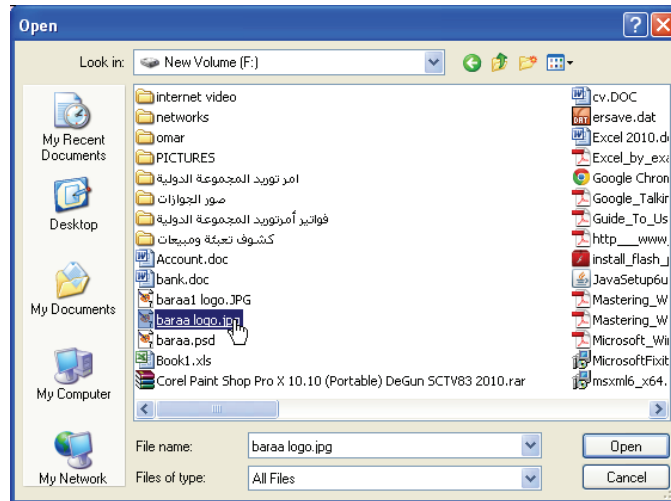 Open
Look in:
New Volume (F:)
My Recent
Documents
Desktop
My Documents
My Computer
My Network
internet video
networks
omar
PICTURES
امر توريد المجموعة الدولية
صور الجوازات
فواتير أمرتوريد المجموعة الدولية
كشوف تعبئة ومبيعات
Account.doc
bank.doc
baraa1 logo.JPG
baraa logo.jpg
baraa.psd
Book1.xls
Corel Paint Shop Pro X 10.10 (Portable) DeGun SCTV83 2010.rar
cv.DOC
ersave.dat
Excel 2010.d
Excel_by_exa
Google Chron
Google_Talkin
Guide_To_Us
http___www_
install_flash_
JavaSetup6u
Mastering_W
Mastering_W
Microsoft_Wi
MicrosoftFixit
msxml6_x64.
File name:
baraa logo.jpg
Open
Files of type:
All Files
Cancel